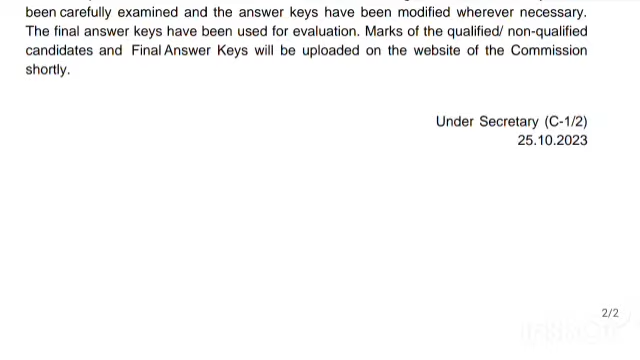 been carefully examined and the answer keys have been modified wherever necessary.
The final answer keys have been used for evaluation. Marks of the qualified/ non-qualified
candidates and Final Answer Keys will be uploaded on the website of the Commission
shortly.
Under Secretary (C-1/2)
25.10.2023
2/2